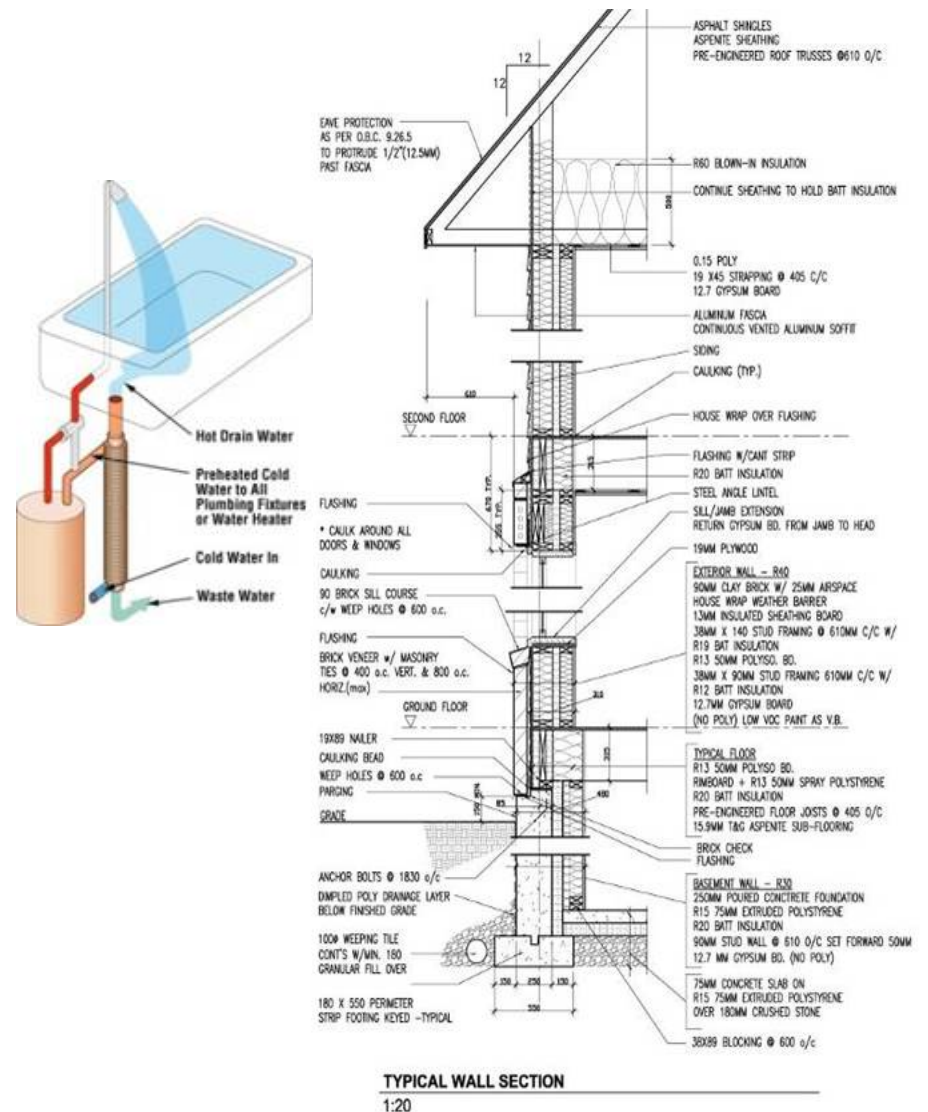 Hot Drain Water
Preheated Cold
Water to All
Plumbing Fixtures
or Water Heater
Cold Water In
Waste Water
12
12
EAVE PROTECTION
AS PER O.B.C. 9.26.5
TO PROTRUDE 1/2"(12.5MM)
PAST FASCIA
SECOND FLOOR
FLASHING
* CAULK AROUND ALL
DOORS & WINDOWS
CAULKING
90 BRICK SILL COURSE
c/w WEEP HOLES @ 600 o.c.
FLASHING
BRICK VENEER w/ MASONRY
TIES @ 400 o.c. VERT. & 800 o.c.
HORIZ.(max)
GROUND FLOOR
19X89 NAILER
CAULKING BEAD
WEEP HOLES @ 600 o.c
PARGING
GRADE
ANCHOR BOLTS @ 1830 o/c
DIMPLED POLY DRAINAGE LAYER
BELOW FINISHED GRADE
100ø WEEPING TILE
CONT'S W/MIN. 180
GRANULAR FILL OVER
180 X 550 PERIMETER
STRIP FOOTING KEYED -TYPICAL
150 250 150
550
ASPHALT SHINGLES
ASPENITE SHEATHING
PRE-ENGINEERED ROOF TRUSSES @610 O/C
R60 BLOWN-IN INSULATION
CONTINUE SHEATHING TO HOLD BATT INSULATION
0.15 POLY
19 X45 STRAPPING @ 405 C/C
12.7 GYPSUM BOARD
ALUMINUM FASCIA
CONTINUOUS VENTED ALUMINUM SOFFIT
SIDING
CAULKING (TYP.)
HOUSE WRAP OVER FLASHING
FLASHING W/CANT STRIP
R20 BATT INSULATION
STEEL ANGLE LINTEL
SILL/JAMB EXTENSION
RETURN GYPSUM BD. FROM JAMB TO HEAD
19MM PLYWOOD
EXTERIOR WALL - R40
90MM CLAY BRICK W/ 25MM AIRSPACE
HOUSE WRAP WEATHER BARRIER
13MM INSULATED SHEATHING BOARD
38MM X 140 STUD FRAMING @ 610MM C/C W/
R19 BAT INSULATION
R13 50MM POLYISO. BD.
38MM X 90MM STUD FRAMING 610MM C/C W/
R12 BATT INSULATION
12.7MM GYPSUM BOARD
(NO POLY) LOW VOC PAINT AS V.B.
TYPICAL FLOOR
R13 50MM POLYISO BD.
RIMBOARD + R13 50MM SPRAY POLYSTYRENE
R20 BATT INSULATION
PRE-ENGINEERED FLOOR JOISTS @ 405 O/C
15.9MM T&G ASPENITE SUB-FLOORING
BRICK CHECK
FLASHING
BASEMENT WALL - R30
250MM POURED CONCRETE FOUNDATION
R15 75MM EXTRUDED POLYSTYRENE
R20 BATT INSULATION
90MM STUD WALL @ 610 O/C SET FORWARD 50MM
12.7 MM GYPSUM BD. (NO POLY)
75MM CONCRETE SLAB ON
R15 75MM EXTRUDED POLYSTYRENE
OVER 180MM CRUSHED STONE
38X89 BLOCKING @ 600 o/c
TYPICAL WALL SECTION
1:20